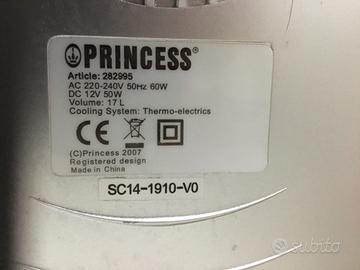 PRINCESS®
Article: 282995
AC 220-240V 50Hz 60W
DC 12V 50W
Volume: 17 L
Cooling System: Thermo-electrics
CE
(C)Princess 2007
Registered design
Made in China
SC14-1910-V0
subito